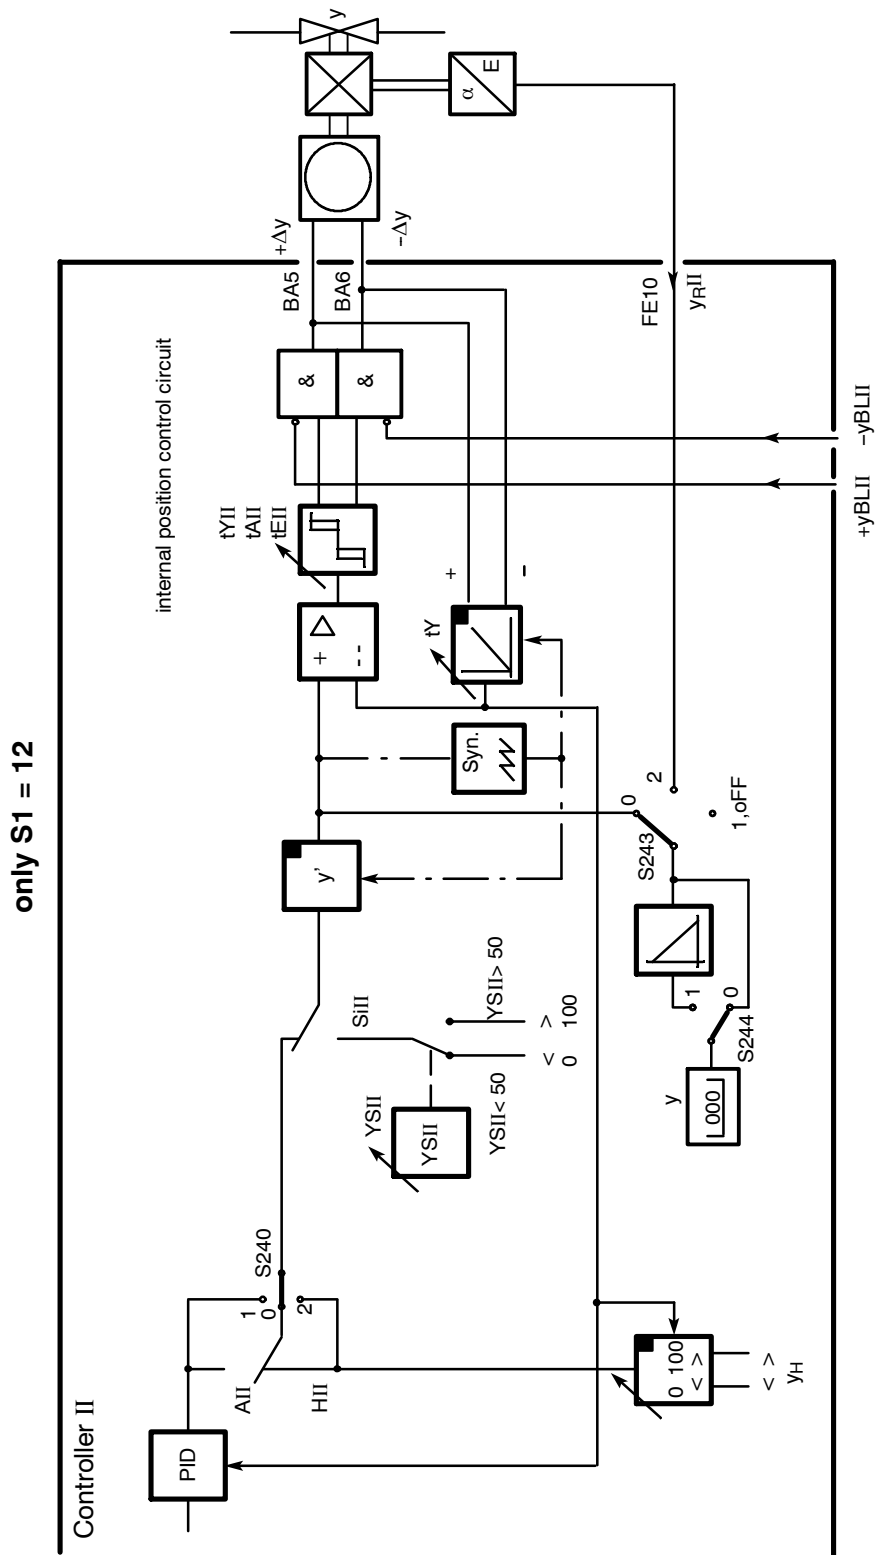 only S1 = 12
Controller II
PID
AII
HII
1
0
2
S240
0 100
< >
< >
yH
YSII
YSII
SiII
YSII< 50
YSII> 50
< >
0 100
y
000
S244
1
0
S243
0
2
1,oFF
y'
Syn.
tY
+
–
+
--
tYII
tAII
tEII
internal position control circuit
&
&
BA5
BA6
+Δy
–Δy
+yBLII
–yBLII
FE10
yRII
α
E
y